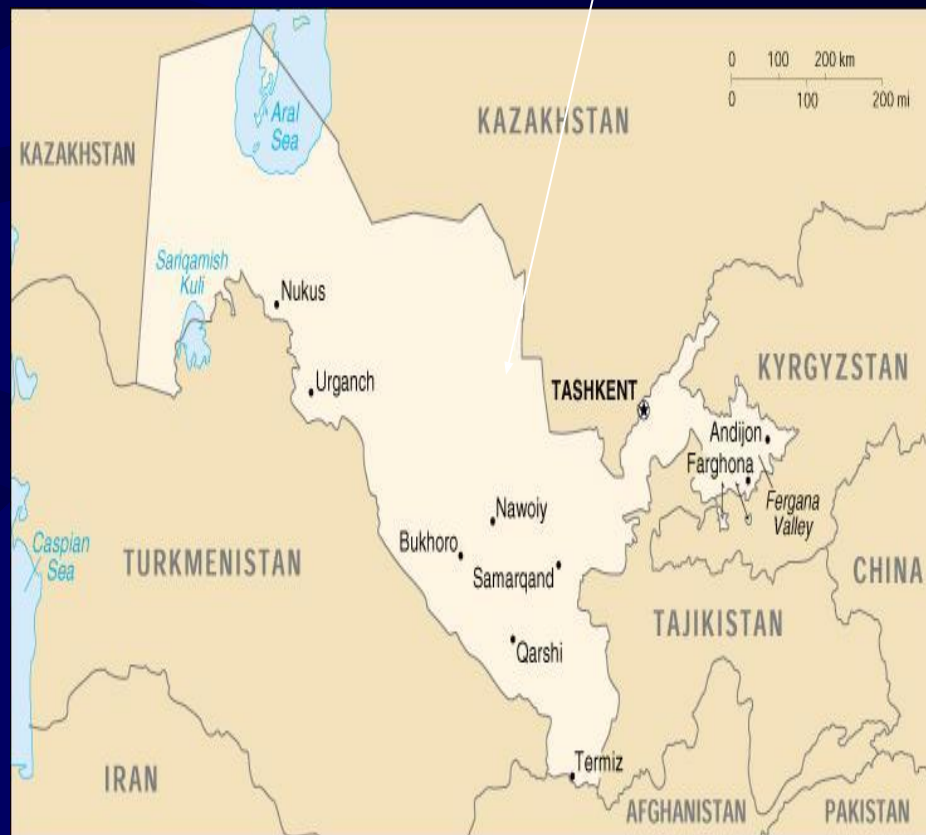 0 100 200 km
0 100 200 mi
Aral
Sea
KAZAKHSTAN
KAZAKHSTAN
Sariqamish
Kuli
Nukus
Urganch
TASHKENT
KYRGYZSTAN
Andijon
Farghona
Fergana
Valley
Nawoiy
Bukhoro
Samarqand
Caspian
Sea
TURKMENISTAN
CHINA
TAJIKISTAN
Qarshi
Termiz
IRAN
AFGHANISTAN
PAKISTAN